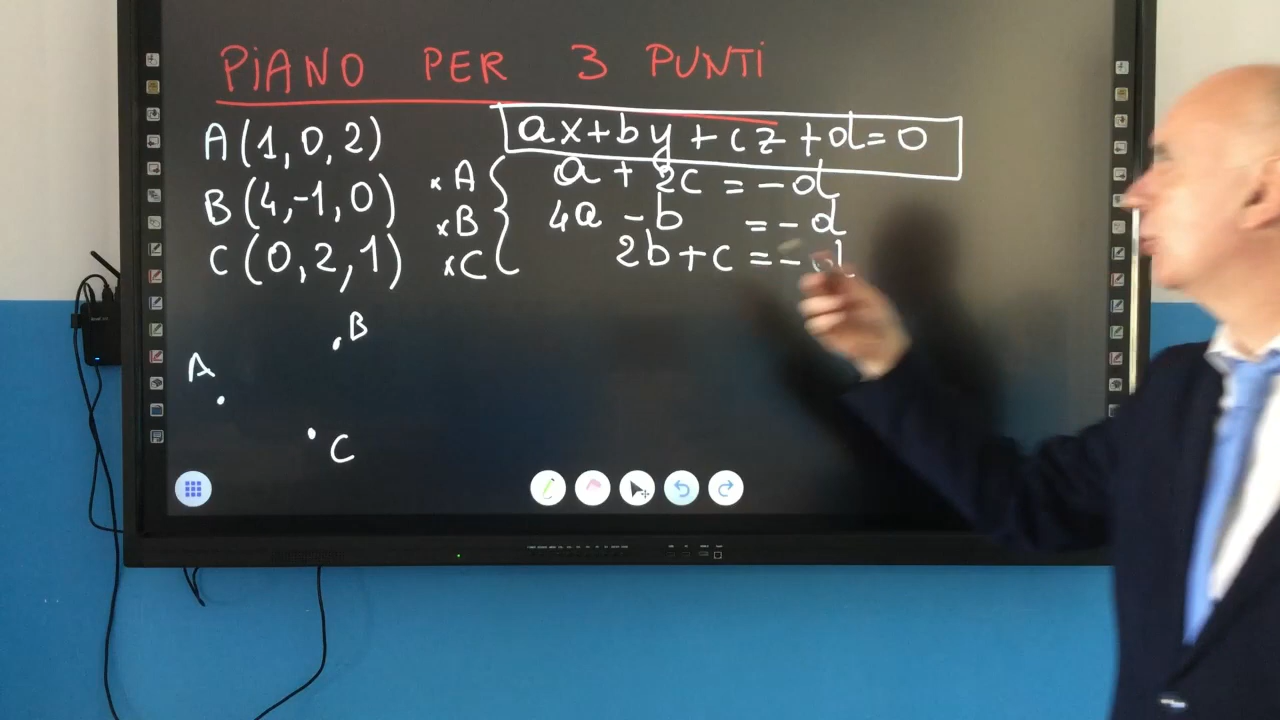 PiANO PER 3 PUNTi
A(1,0,2)
ax+by+cz+d=0
B(4,-1,0)
×A { a + 2c = -d
×B 4a - b = -d
C(0,2,1)
×C 2b+c = -d
B
A
C